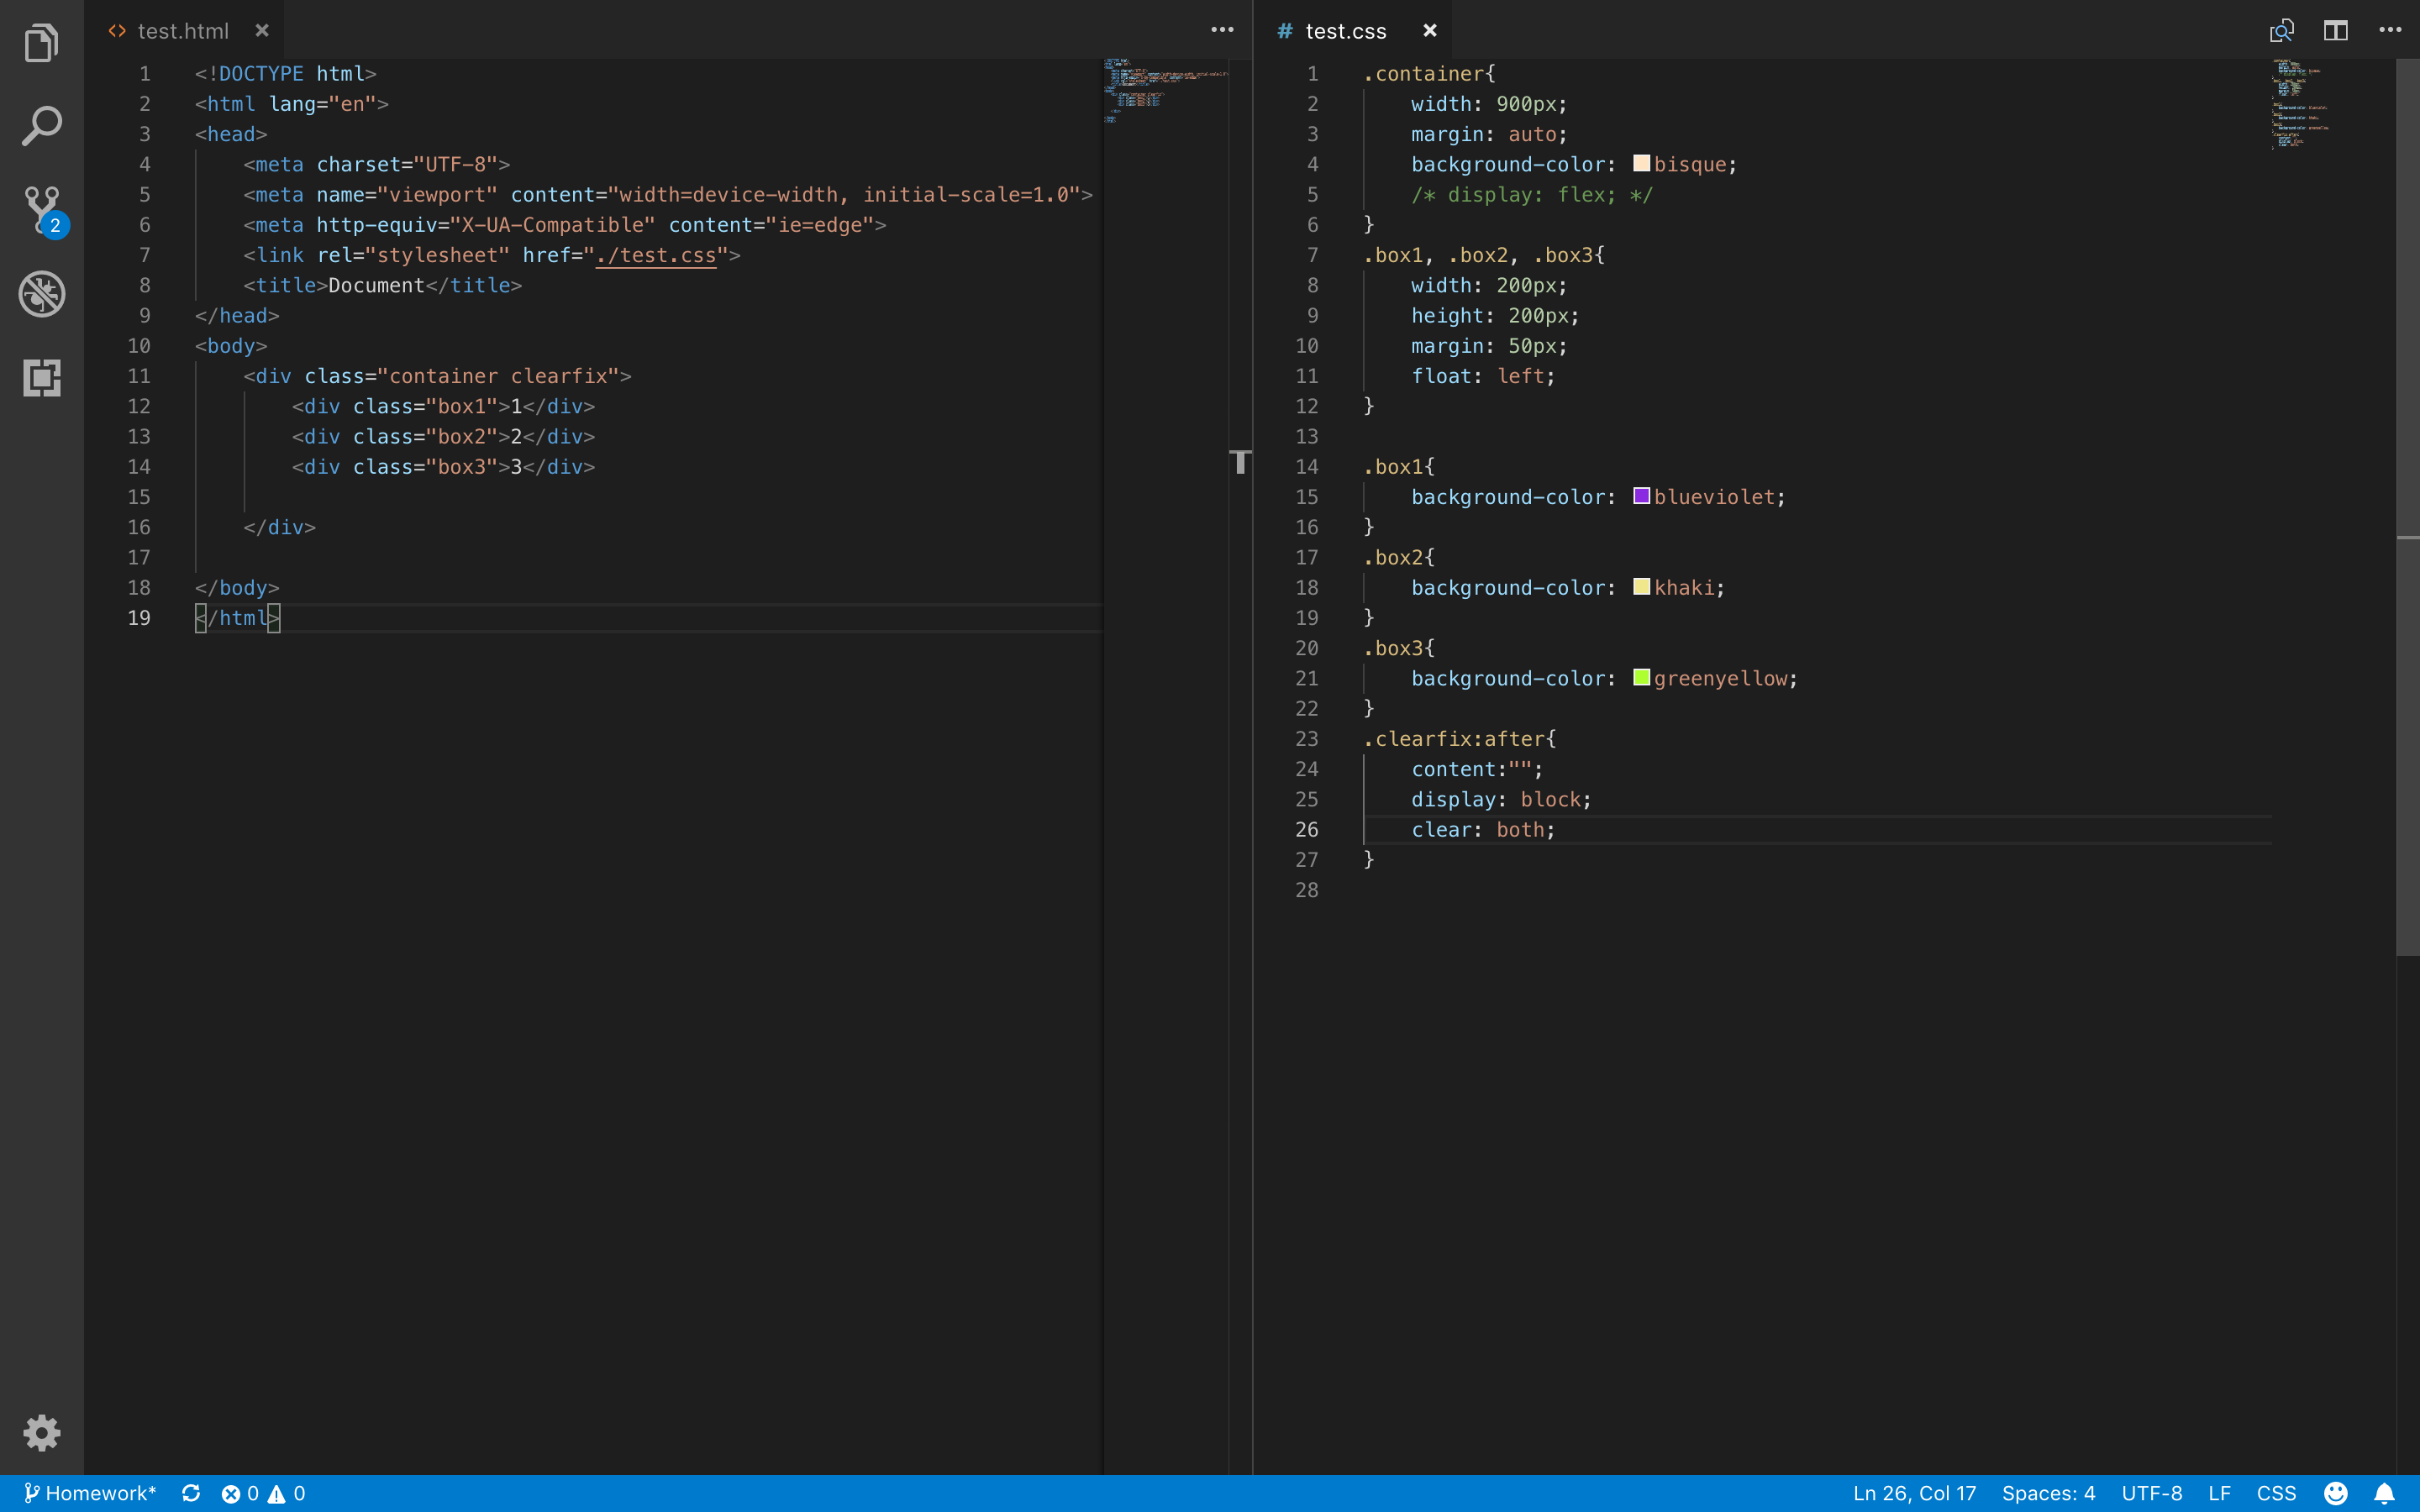 test.html
1 <!DOCTYPE html>
2 <html lang="en">
3 <head>
4     <meta charset="UTF-8">
5     <meta name="viewport" content="width=device-width, initial-scale=1.0">
6     <meta http-equiv="X-UA-Compatible" content="ie=edge">
7     <link rel="stylesheet" href="./test.css">
8     <title>Document</title>
9 </head>
10 <body>
11     <div class="container clearfix">
12         <div class="box1">1</div>
13         <div class="box2">2</div>
14         <div class="box3">3</div>
15
16     </div>
17
18 </body>
19 </html>
# test.css
1 .container{
2     width: 900px;
3     margin: auto;
4     background-color: bisque;
5     /* display: flex; */
6 }
7 .box1, .box2, .box3{
8     width: 200px;
9     height: 200px;
10     margin: 50px;
11     float: left;
12 }
13
14 .box1{
15     background-color: blueviolet;
16 }
17 .box2{
18     background-color: khaki;
19 }
20 .box3{
21     background-color: greenyellow;
22 }
23 .clearfix:after{
24     content:"";
25     display: block;
26     clear: both;
27 }
28
2
Homework* 0 0 Ln 26, Col 17 Spaces: 4 UTF-8 LF CSS